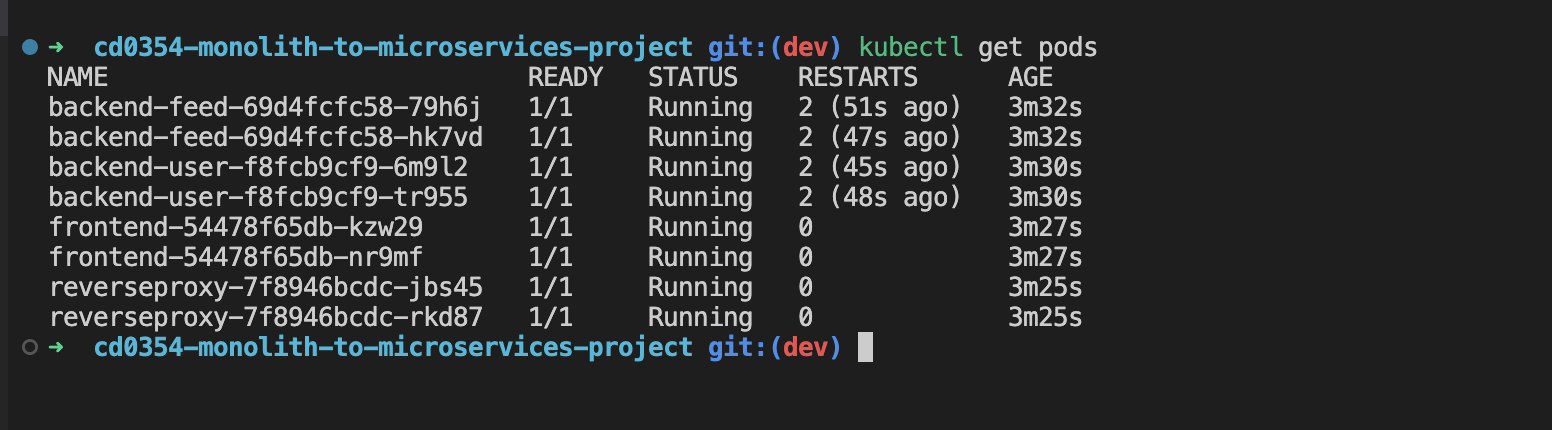 ➜ cd0354-monolith-to-microservices-project git:(dev) kubectl get pods
NAME READY STATUS RESTARTS AGE
backend-feed-69d4fcfc58-79h6j 1/1 Running 2 (51s ago) 3m32s
backend-feed-69d4fcfc58-hk7vd 1/1 Running 2 (47s ago) 3m32s
backend-user-f8fcb9cf9-6m9l2 1/1 Running 2 (45s ago) 3m30s
backend-user-f8fcb9cf9-tr955 1/1 Running 2 (48s ago) 3m30s
frontend-54478f65db-kzw29 1/1 Running 0 3m27s
frontend-54478f65db-nr9mf 1/1 Running 0 3m27s
reverseproxy-7f8946bcdc-jbs45 1/1 Running 0 3m25s
reverseproxy-7f8946bcdc-rkd87 1/1 Running 0 3m25s
➜ cd0354-monolith-to-microservices-project git:(dev)